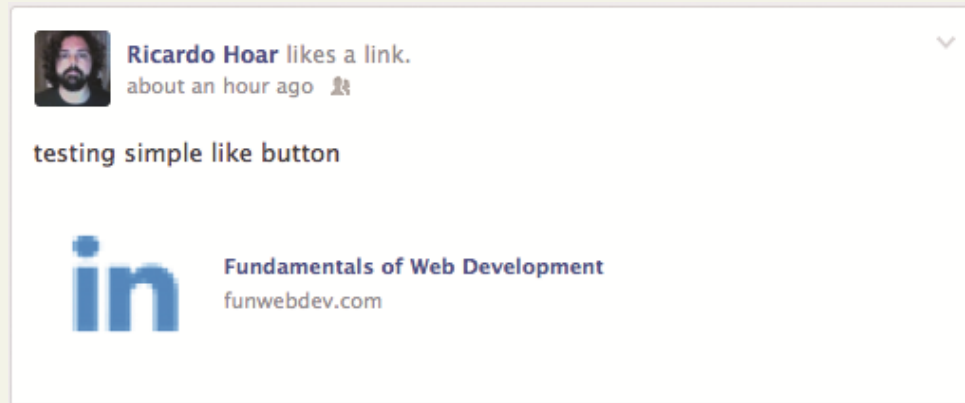 Ricardo Hoar likes a link.
about an hour ago
testing simple like button
in
Fundamentals of Web Development
funwebdev.com